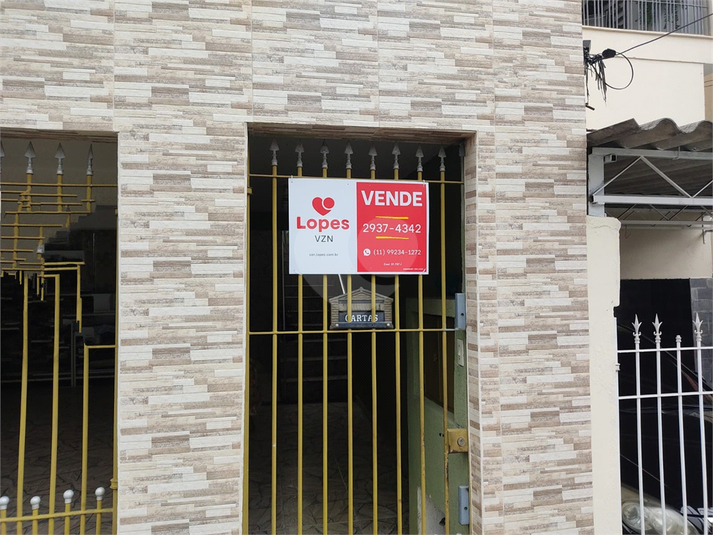 Lopes
VZN
VENDE
2937-4342
(11) 99234-1272
CARTAS